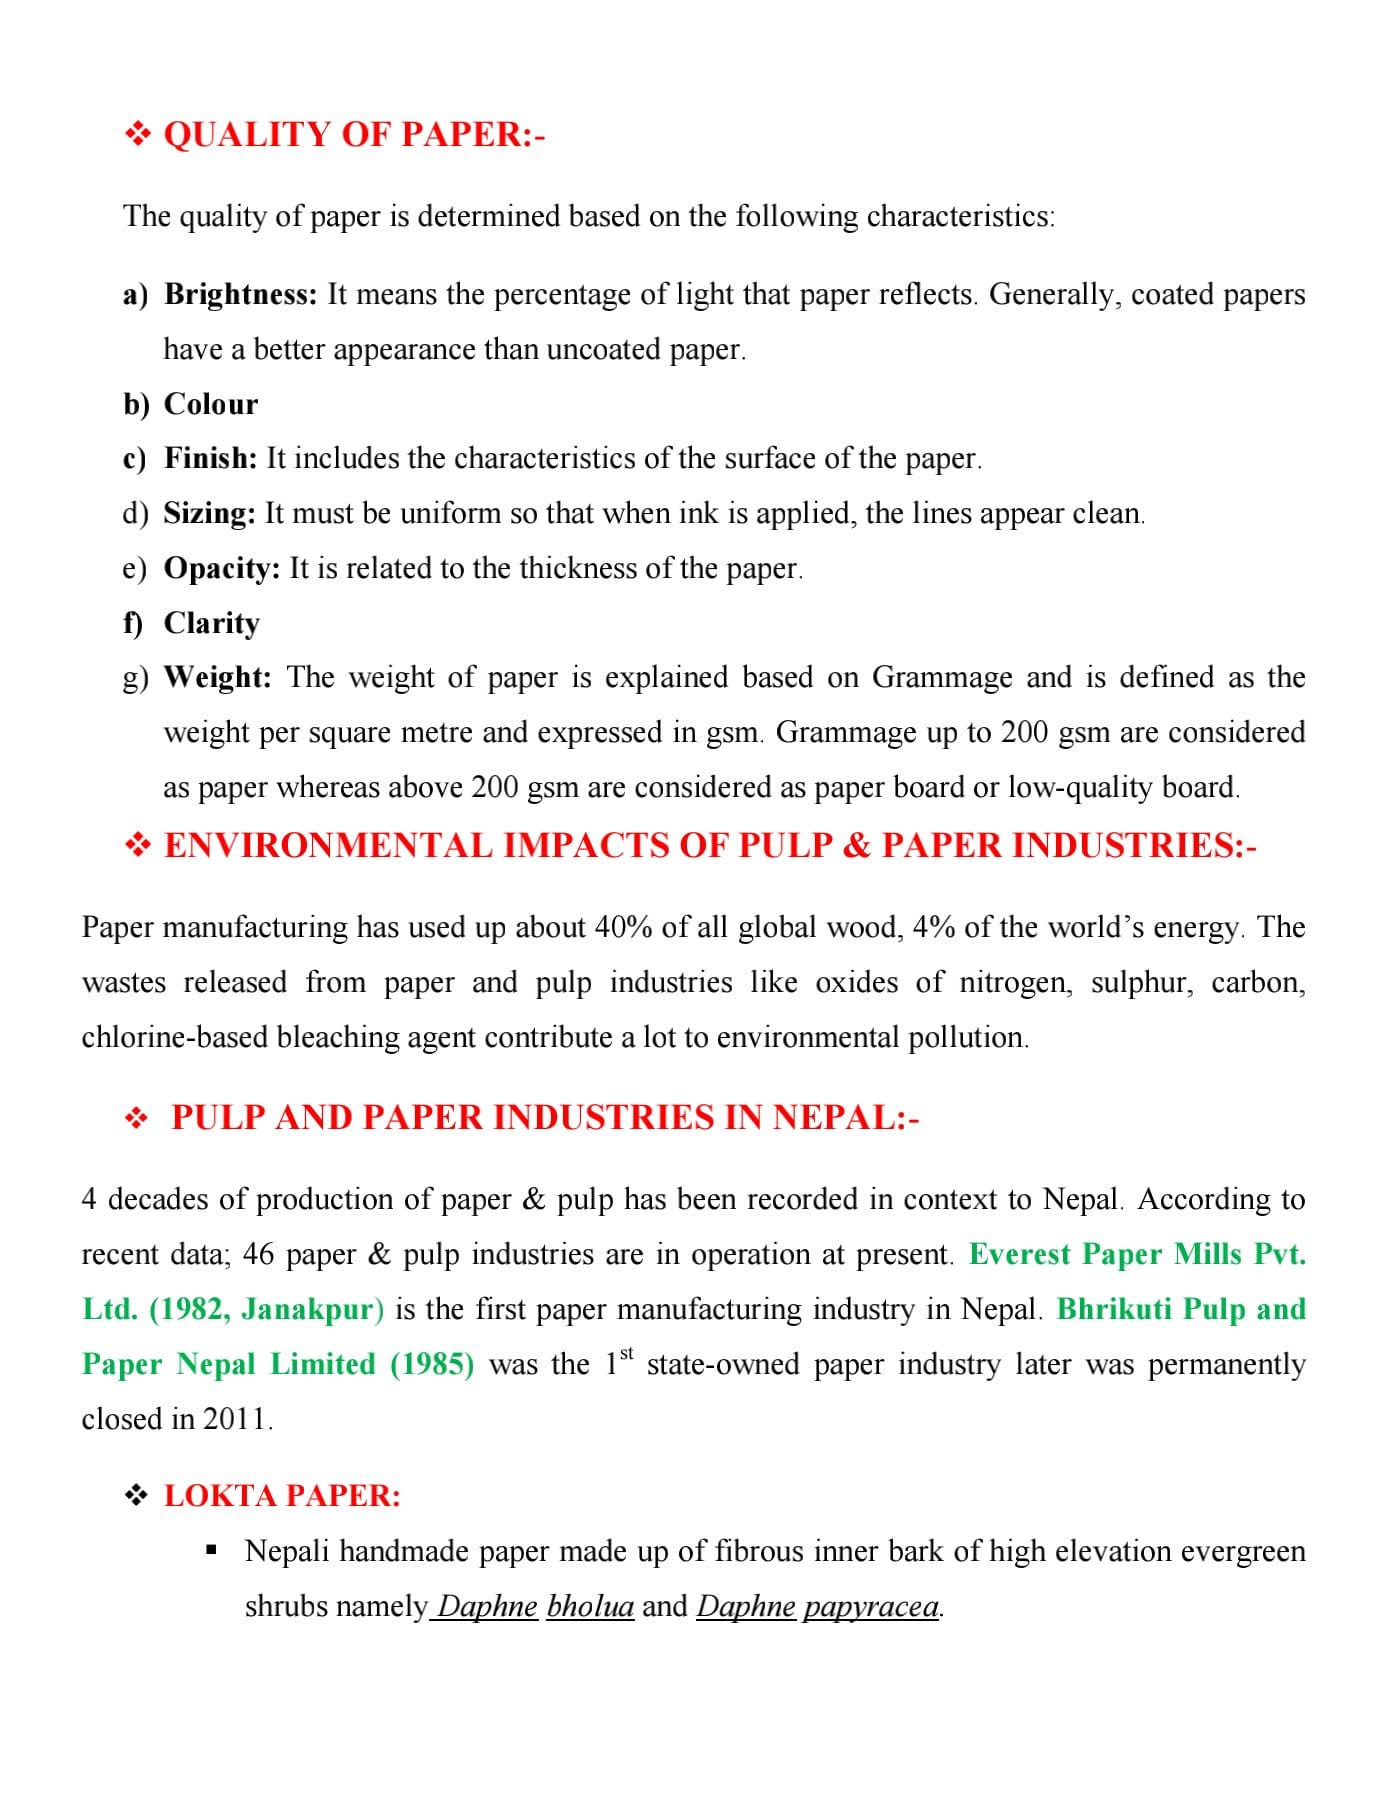 ❖ QUALITY OF PAPER:-
The quality of paper is determined based on the following characteristics:
a) Brightness: It means the percentage of light that paper reflects. Generally, coated papers
have a better appearance than uncoated paper.
b) Colour
c) Finish: It includes the characteristics of the surface of the paper.
d) Sizing: It must be uniform so that when ink is applied, the lines appear clean.
e) Opacity: It is related to the thickness of the paper.
f) Clarity
g) Weight: The weight of paper is explained based on Grammage and is defined as the
weight per square metre and expressed in gsm. Grammage up to 200 gsm are considered
as paper whereas above 200 gsm are considered as paper board or low-quality board.
❖ ENVIRONMENTAL IMPACTS OF PULP & PAPER INDUSTRIES:-
Paper manufacturing has used up about 40% of all global wood, 4% of the world’s energy. The
wastes released from paper and pulp industries like oxides of nitrogen, sulphur, carbon,
chlorine-based bleaching agent contribute a lot to environmental pollution.
❖ PULP AND PAPER INDUSTRIES IN NEPAL:-
4 decades of production of paper & pulp has been recorded in context to Nepal. According to
recent data; 46 paper & pulp industries are in operation at present. Everest Paper Mills Pvt.
Ltd. (1982, Janakpur) is the first paper manufacturing industry in Nepal. Bhrikuti Pulp and
Paper Nepal Limited (1985) was the 1st state-owned paper industry later was permanently
closed in 2011.
❖ LOKTA PAPER:
▪ Nepali handmade paper made up of fibrous inner bark of high elevation evergreen
shrubs namely Daphne bholua and Daphne papyracea.